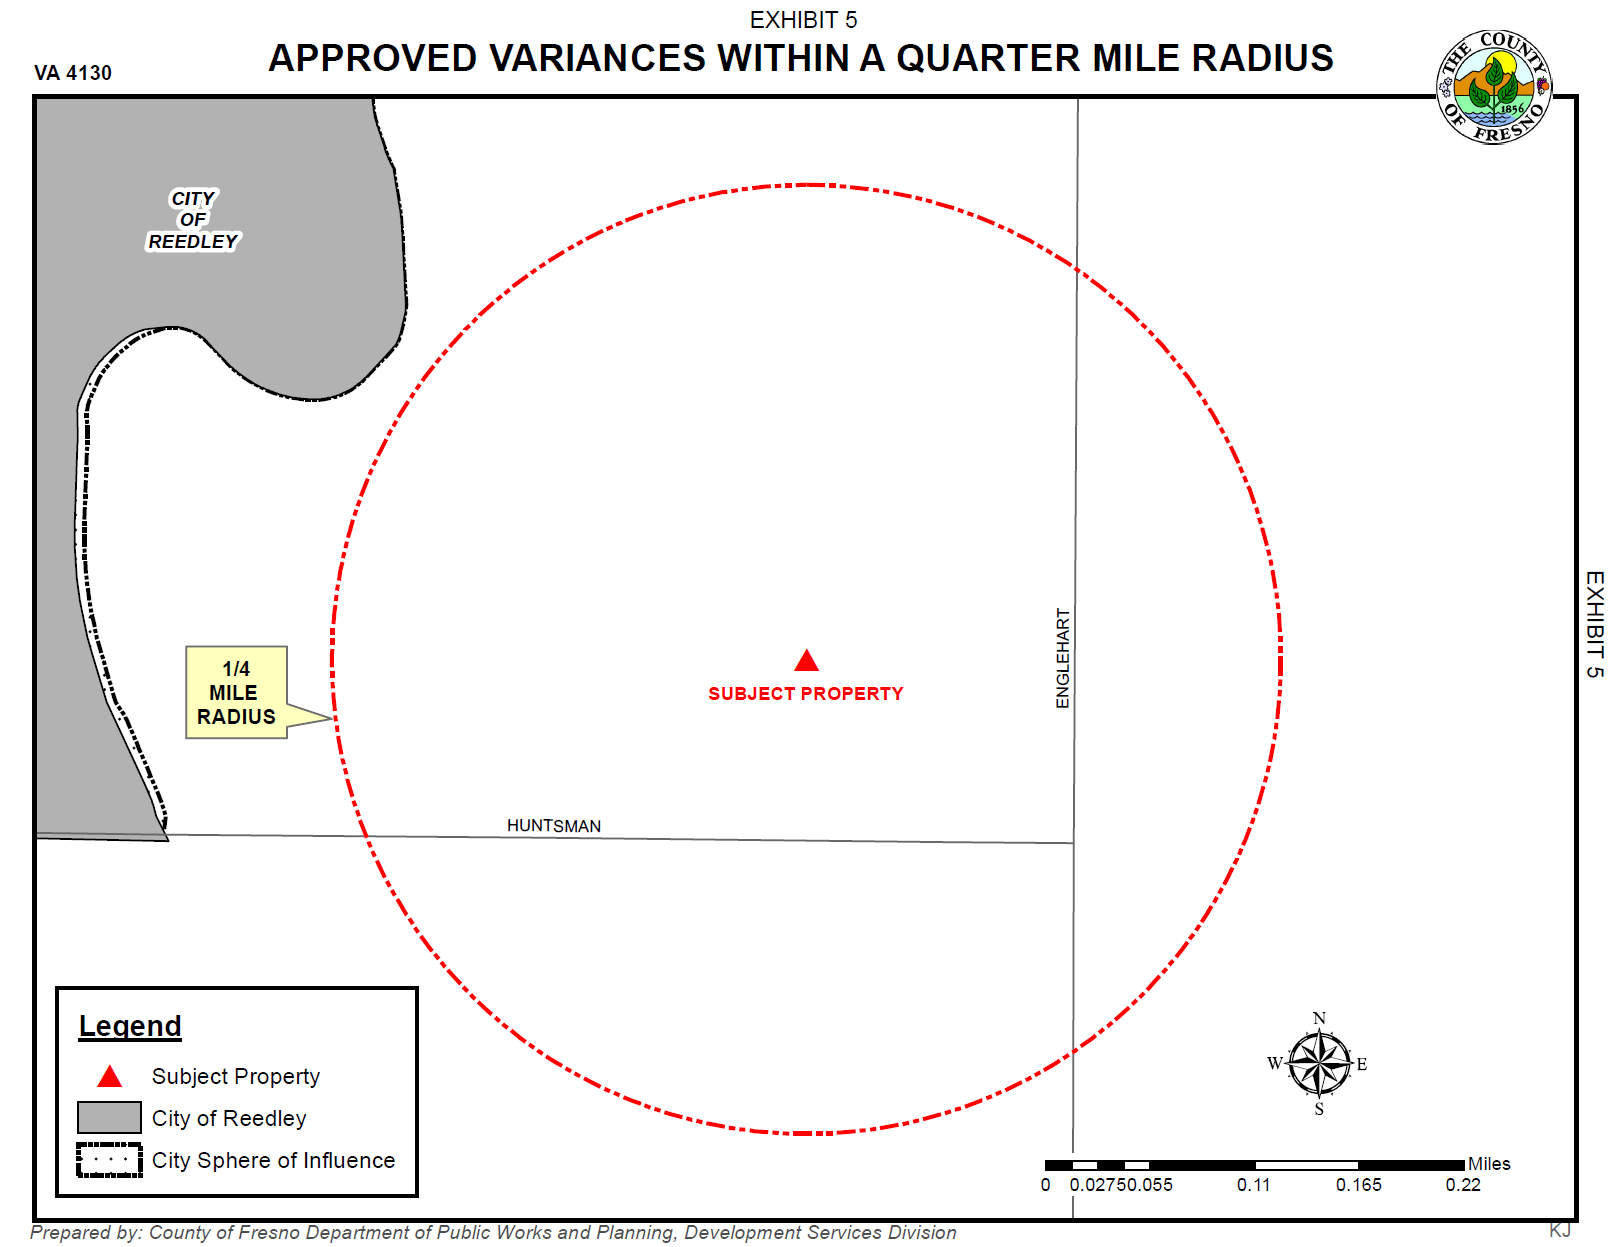 EXHIBIT 5
APPROVED VARIANCES WITHIN A QUARTER MILE RADIUS
VA 4130
THE COUNTY
OF FRESNO
1856
CITY
OF
REEDLEY
EXHIBIT 5
ENGLEHART
1/4
MILE
RADIUS
SUBJECT PROPERTY
HUNTSMAN
Legend
Subject Property
City of Reedley
City Sphere of Influence
N
W E
S
Miles
0 0.0275 0.055 0.11 0.165 0.22
Prepared by: County of Fresno Department of Public Works and Planning, Development Services Division
KJ